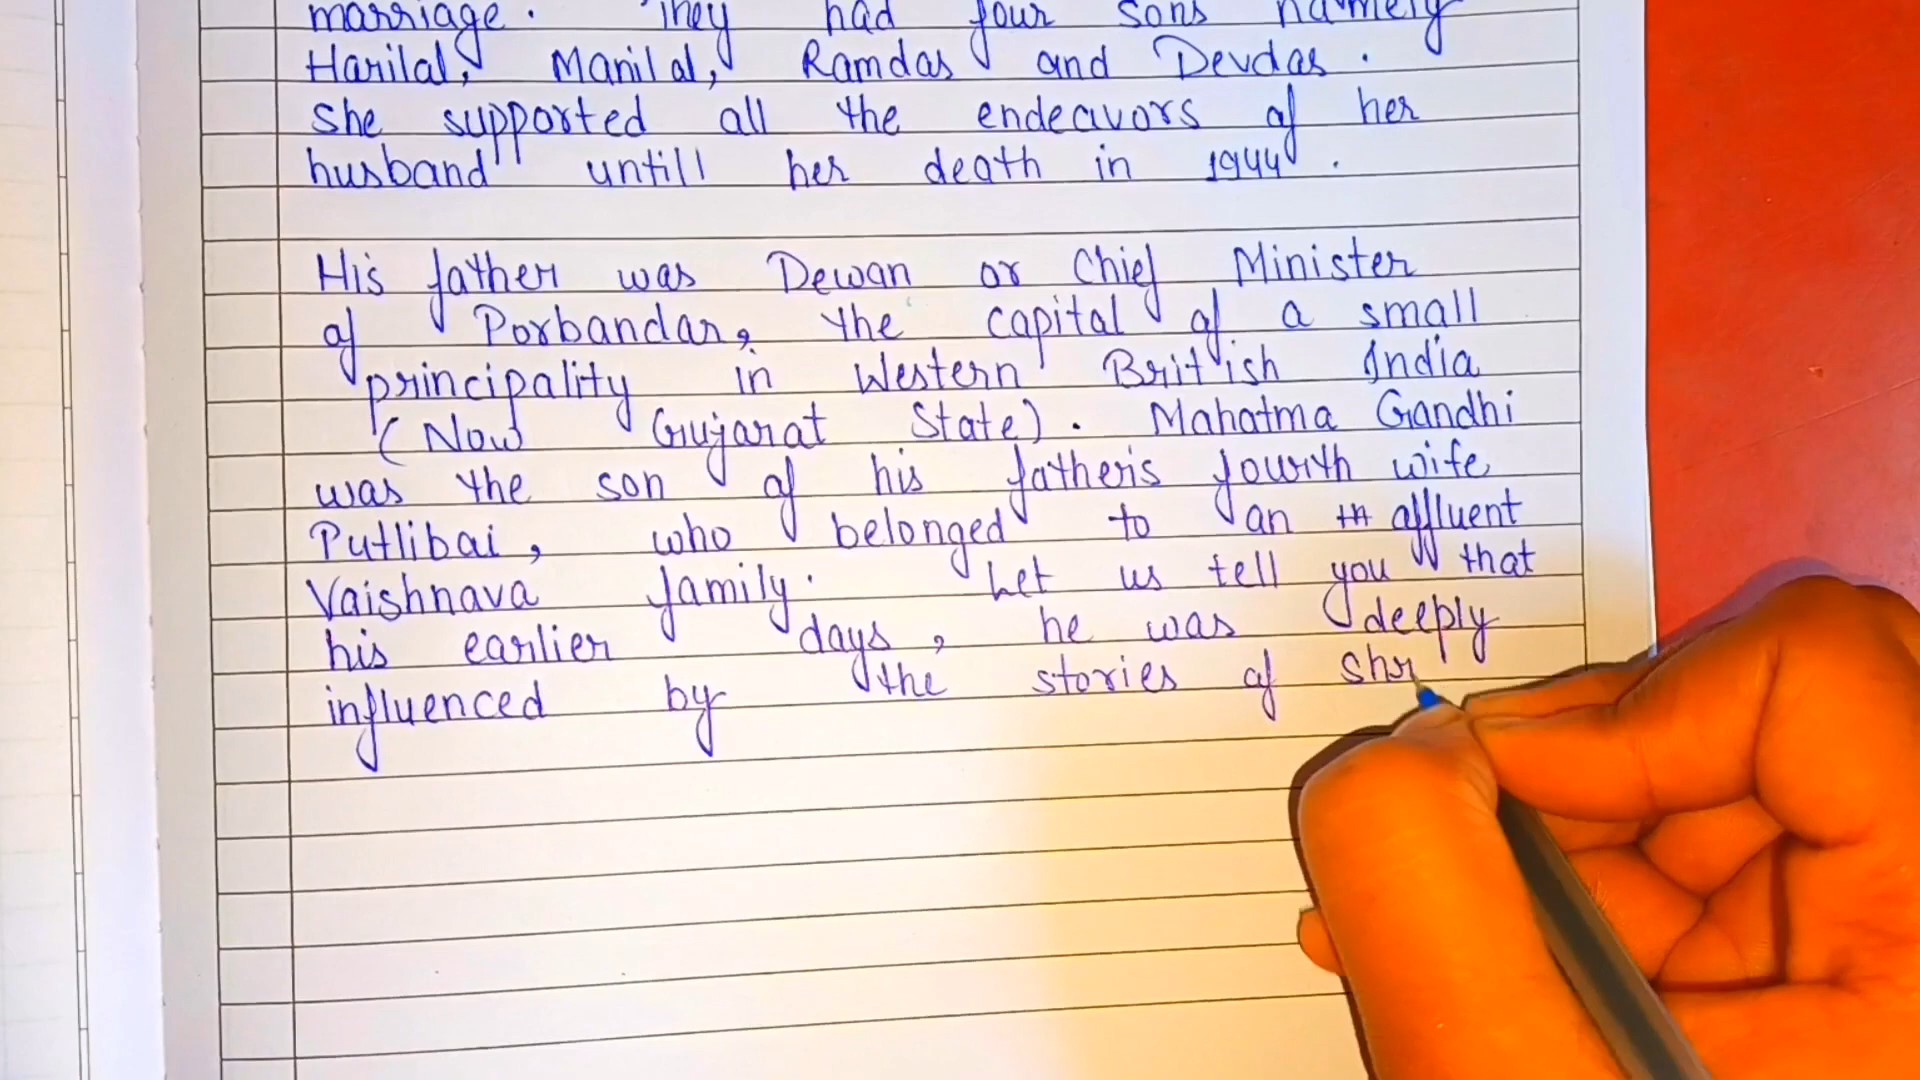 marriage. They had four sons namely
Harilal, Manilal, Ramdas and Devdas.
She supported all the endeavors of her
husband untill her death in 1944.
His father was Dewan or Chief Minister
of Porbandar, the capital of a small
principality in Western British India
(Now Gujarat State). Mahatma Gandhi
was the son of his father's fourth wife
Putlibai, who belonged to an affluent
Vaishnava family. Let us tell you that
his earlier days, he was deeply
influenced by the stories of Shr